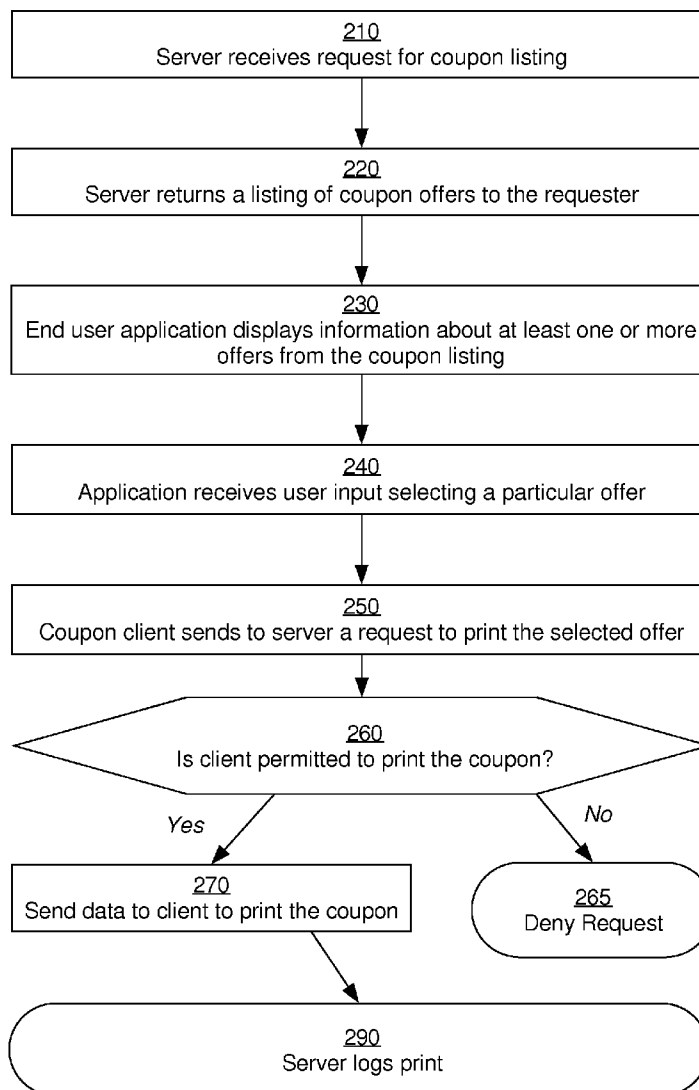 210
Server receives request for coupon listing
220
Server returns a listing of coupon offers to the requester
230
End user application displays information about at least one or more
offers from the coupon listing
240
Application receives user input selecting a particular offer
250
Coupon client sends to server a request to print the selected offer
260
Is client permitted to print the coupon?
Yes
No
270
Send data to client to print the coupon
265
Deny Request
290
Server logs print